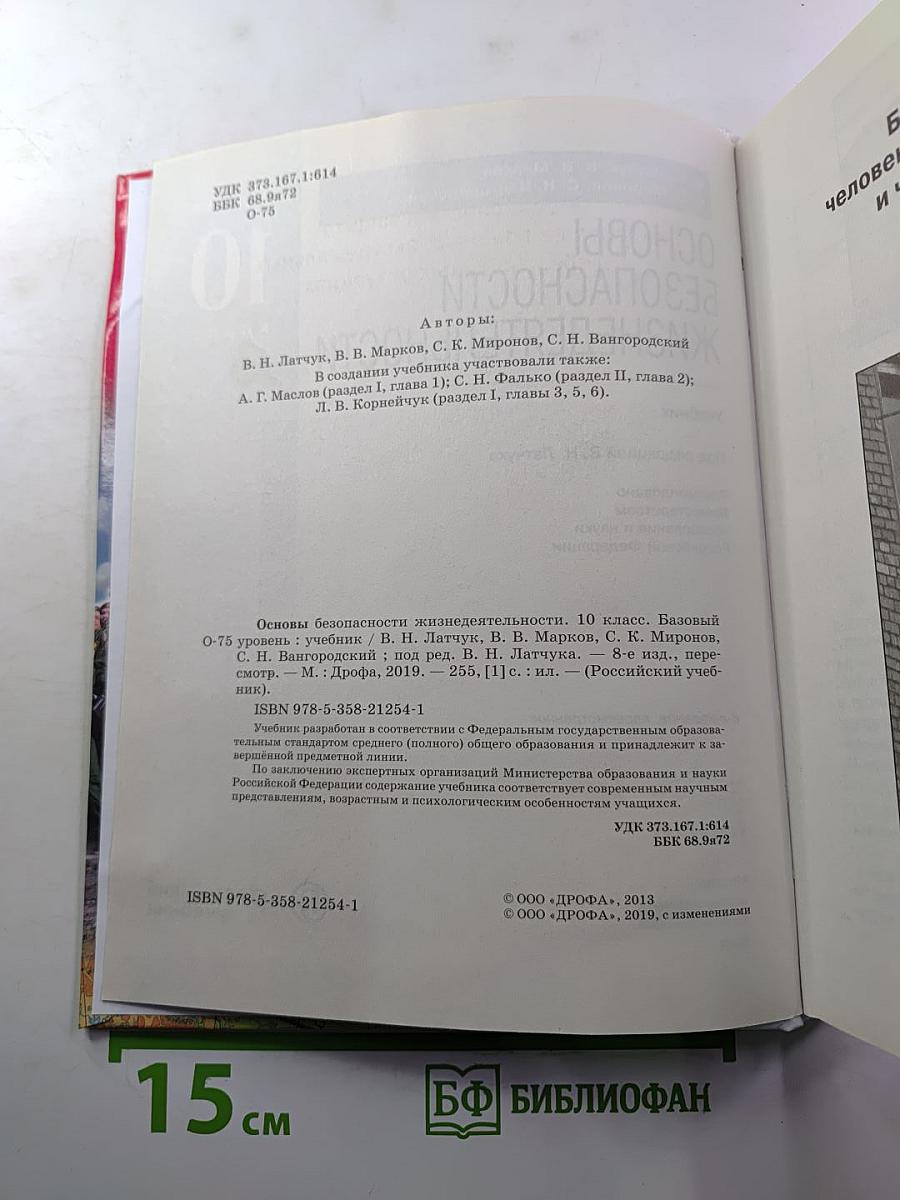 УДК 373.167.1:614
ББК 68.9я72
О-75
Авторы:
В. Н. Латчук, В. В. Марков, С. К. Миронов, С. Н. Вангородский
В создании учебника участвовали также:
А. Г. Маслов (раздел I, глава 1); С. Н. Фалько (раздел II, глава 2);
Л. В. Корнейчук (раздел I, главы 3, 5, 6).
Основы безопасности жизнедеятельности. 10 класс. Базовый
О-75 уровень : учебник / В. Н. Латчук, В. В. Марков, С. К. Миронов,
С. Н. Вангородский ; под ред. В. Н. Латчука. — 8-е изд., пере-
смотр. — М. : Дрофа, 2019. — 255, [1] с. : ил. — (Российский учеб-
ник).
ISBN 978-5-358-21254-1
Учебник разработан в соответствии с Федеральным государственным образова-
тельным стандартом среднего (полного) общего образования и принадлежит к за-
вершённой предметной линии.
По заключению экспертных организаций Министерства образования и науки
Российской Федерации содержание учебника соответствует современным научным
представлениям, возрастным и психологическим особенностям учащихся.
УДК 373.167.1:614
ББК 68.9я72
ISBN 978-5-358-21254-1
© ООО «ДРОФА», 2013
© ООО «ДРОФА», 2019, с изменениями
15 см
БФ БИБЛИОФАН